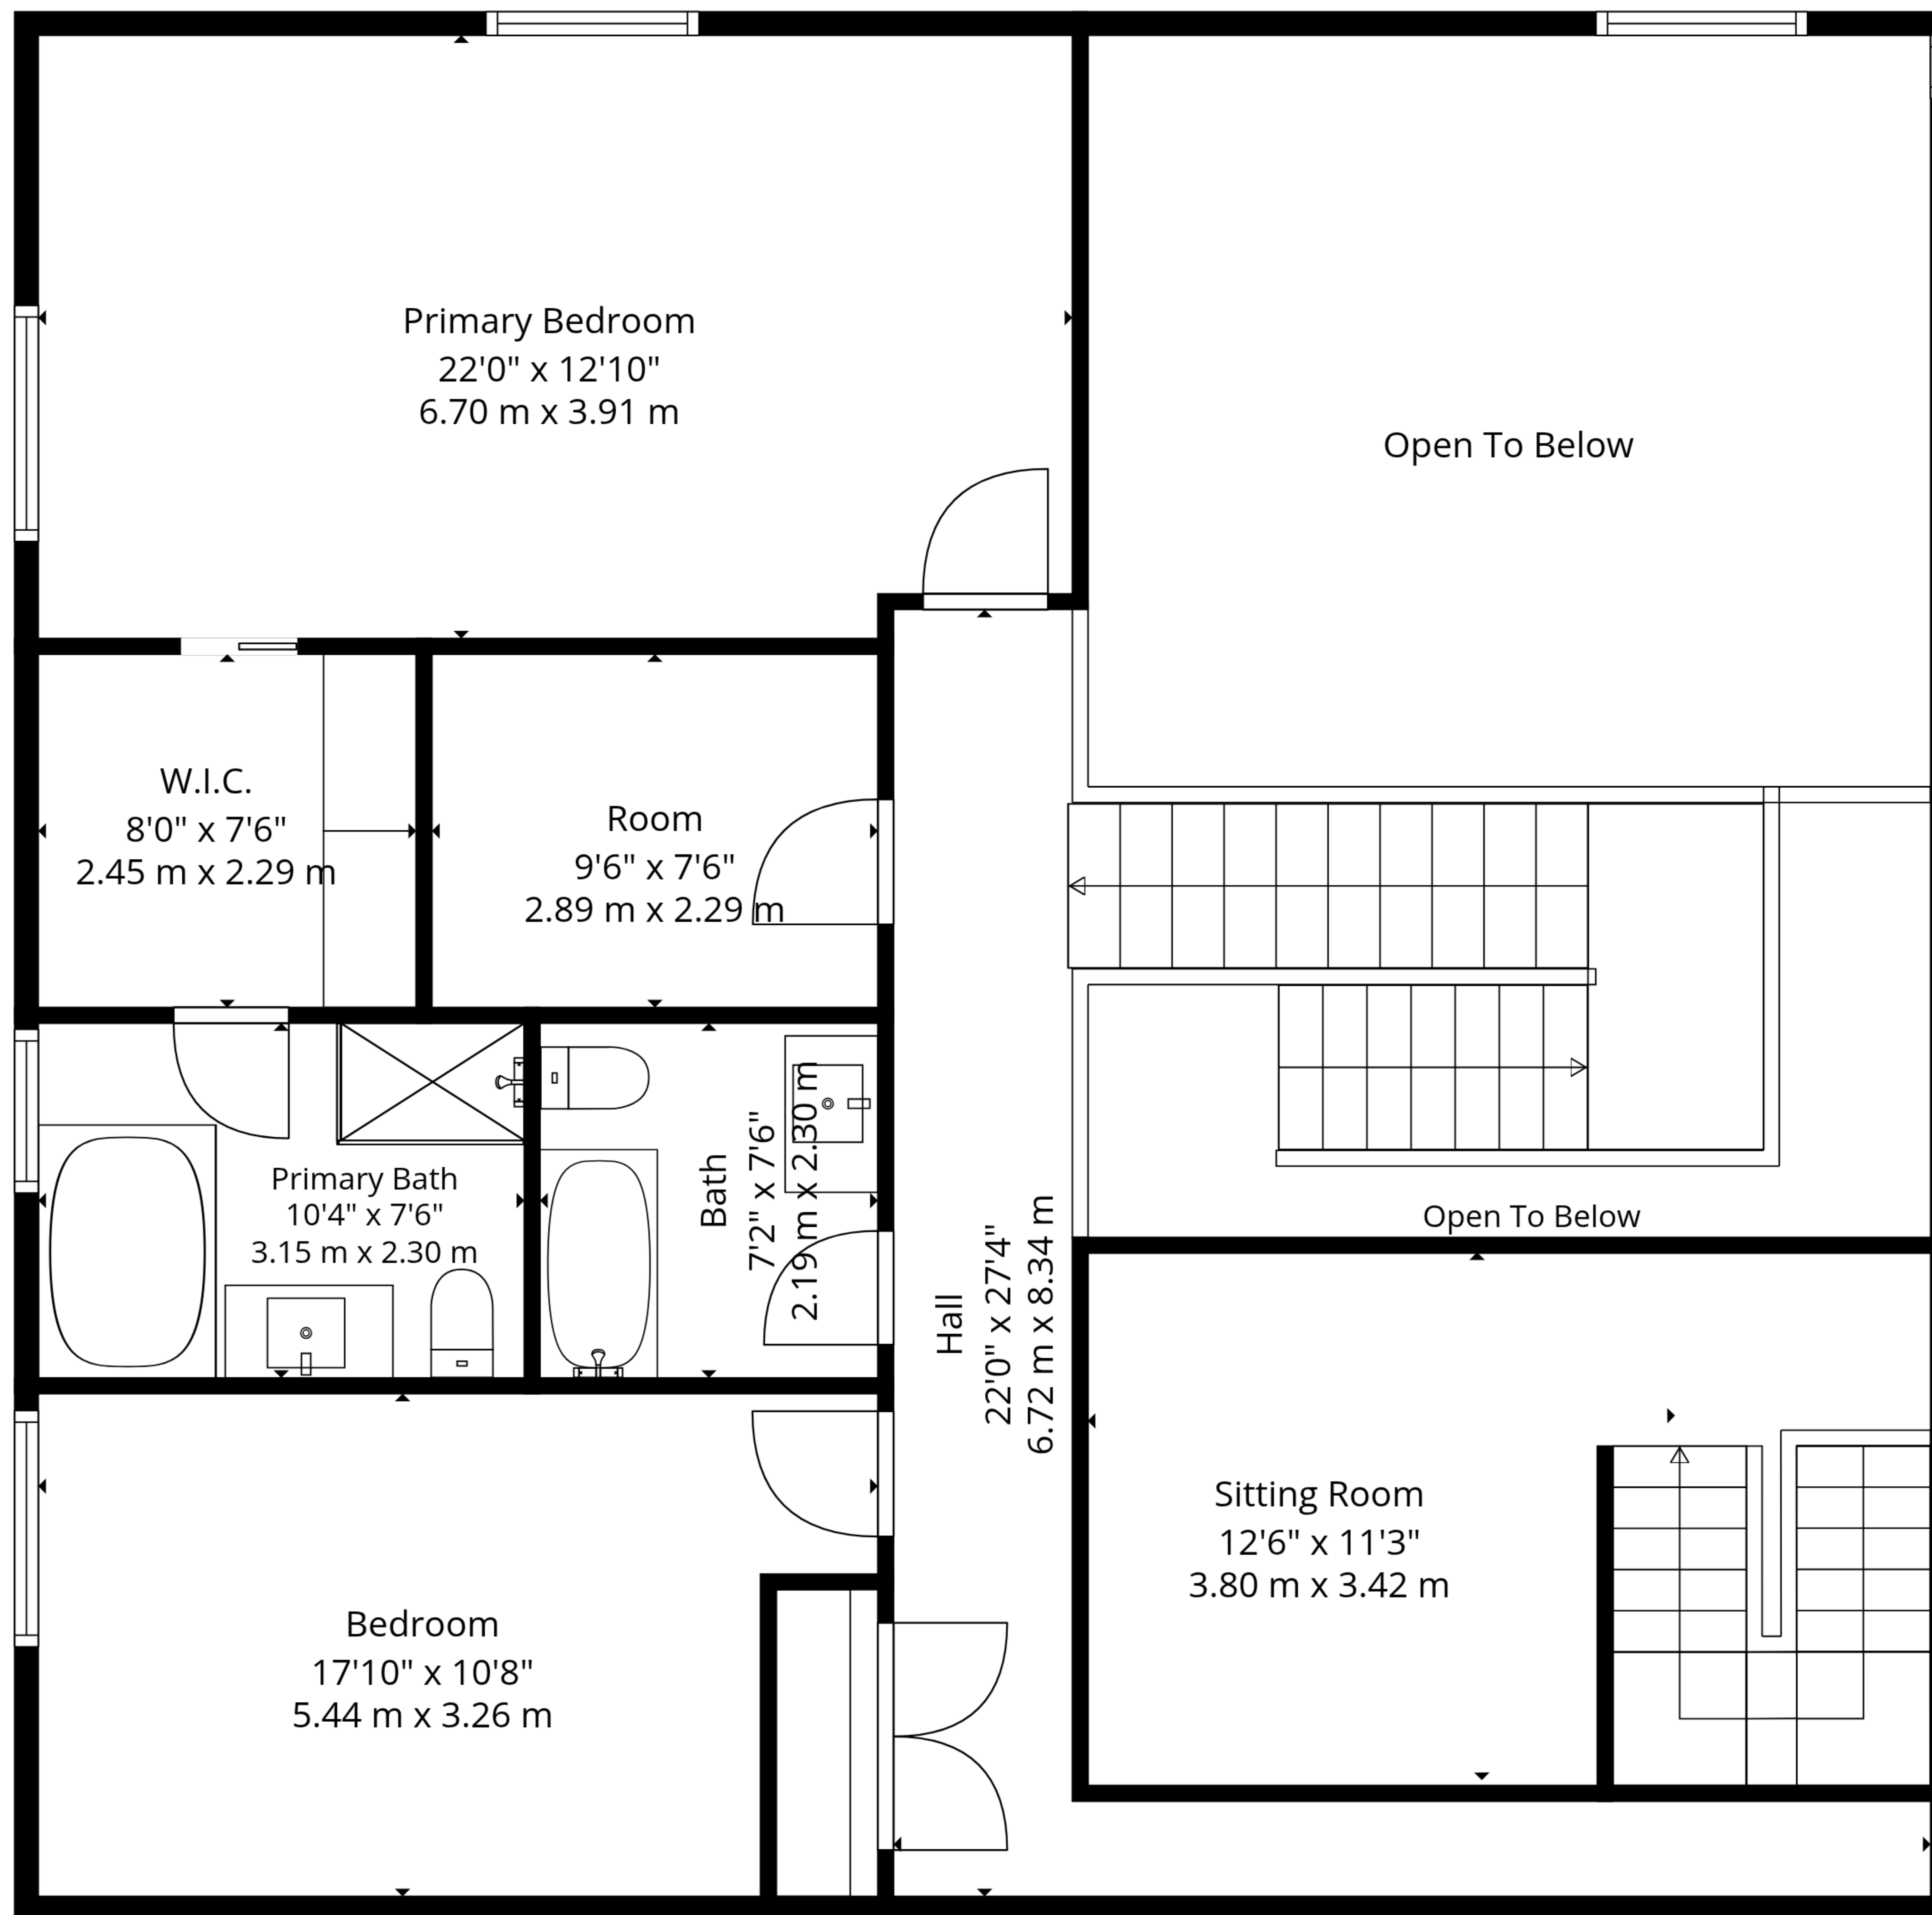 Primary Bedroom
22'0" x 12'10"
6.70 m x 3.91 m
Open To Below
W.I.C.
8'0" x 7'6"
2.45 m x 2.29 m
Room
9'6" x 7'6"
2.89 m x 2.29 m
Primary Bath
10'4" x 7'6"
3.15 m x 2.30 m
Bath
7'2" x 7'6"
2.19 m x 2.30 m
Hall
22'0" x 27'4"
6.72 m x 8.34 m
Open To Below
Sitting Room
12'6" x 11'3"
3.80 m x 3.42 m
Bedroom
17'10" x 10'8"
5.44 m x 3.26 m